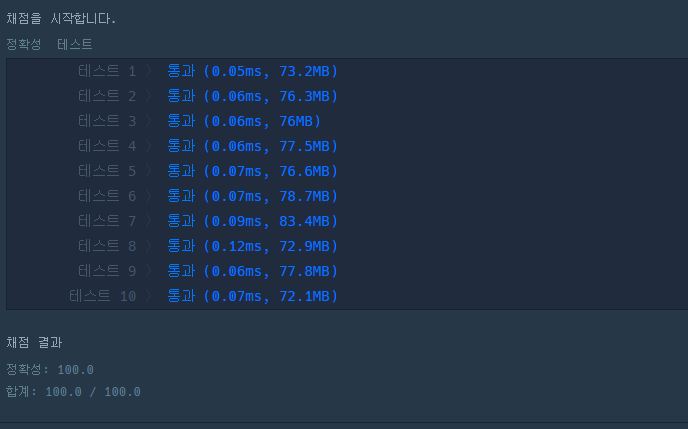 채점을 시작합니다.
정확성 테스트
테스트 1 〉 통과 (0.05ms, 73.2MB)
테스트 2 〉 통과 (0.06ms, 76.3MB)
테스트 3 〉 통과 (0.06ms, 76MB)
테스트 4 〉 통과 (0.06ms, 77.5MB)
테스트 5 〉 통과 (0.07ms, 76.6MB)
테스트 6 〉 통과 (0.07ms, 78.7MB)
테스트 7 〉 통과 (0.09ms, 83.4MB)
테스트 8 〉 통과 (0.12ms, 72.9MB)
테스트 9 〉 통과 (0.06ms, 77.8MB)
테스트 10 〉 통과 (0.07ms, 72.1MB)
채점 결과
정확성: 100.0
합계: 100.0 / 100.0